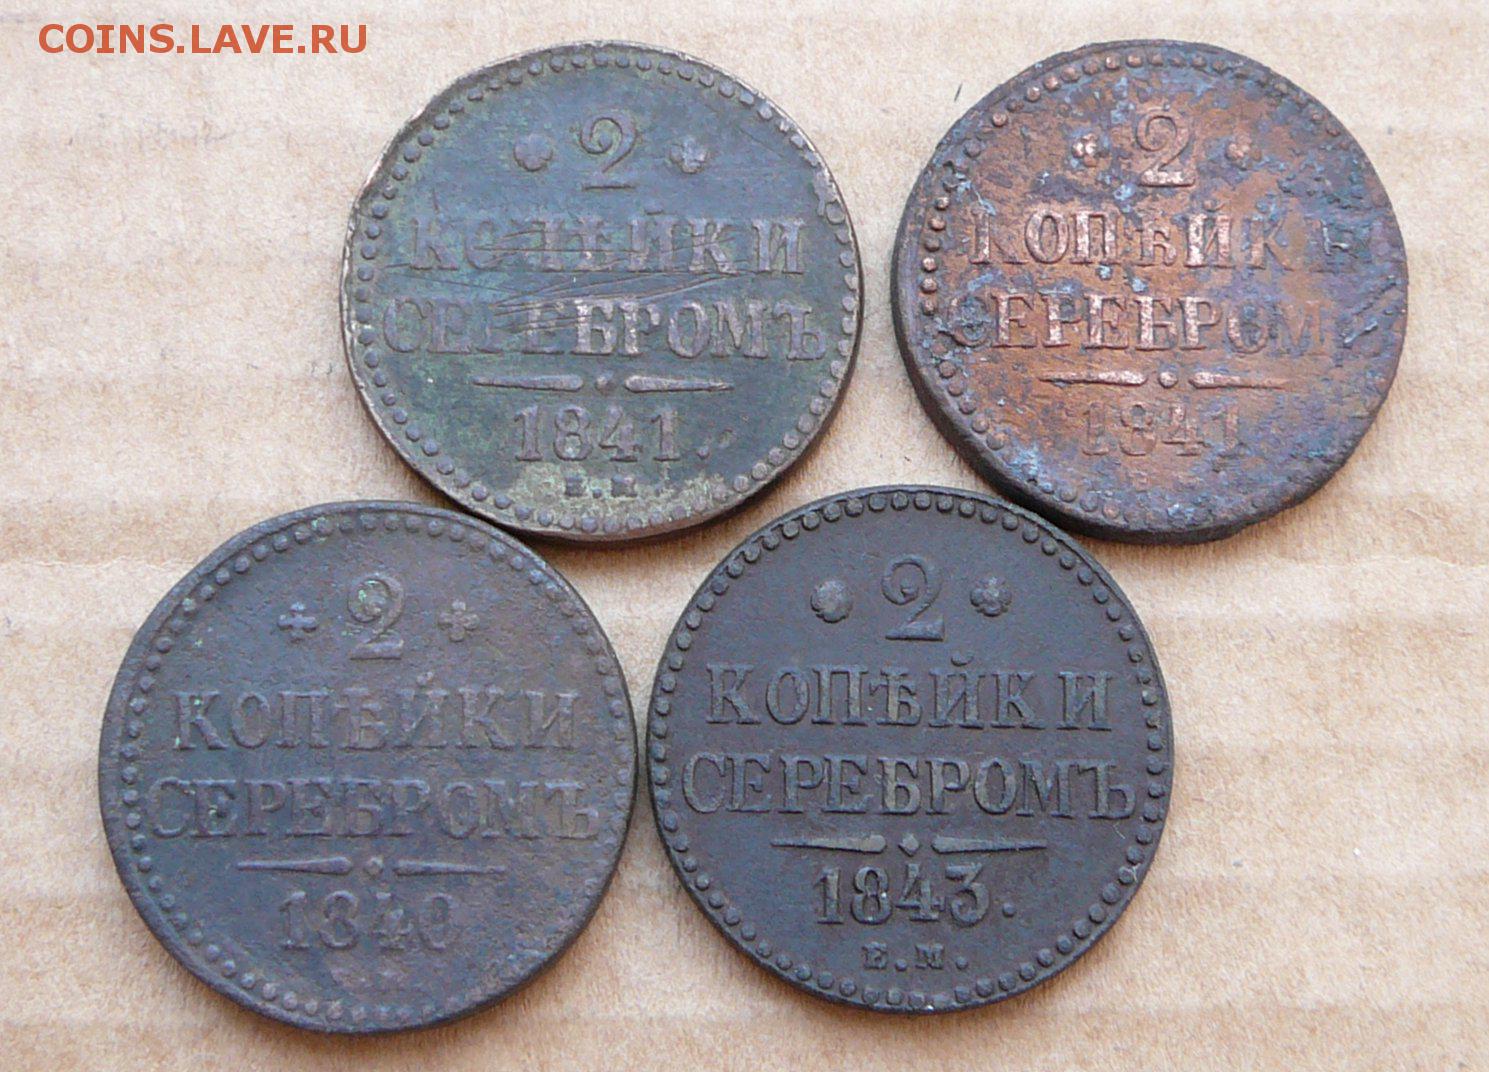 COINS.LAVE.RU
2
КОПѢЙКИ
СЕРЕБРОМЪ
1841.
2
КОПѢЙКИ
СЕРЕБРОМ
1841
2
КОПѢЙКИ
СЕРЕБРОМЪ
1840
2
КОПѢЙКИ
СЕРЕБРОМЪ
1843.
Е.М.